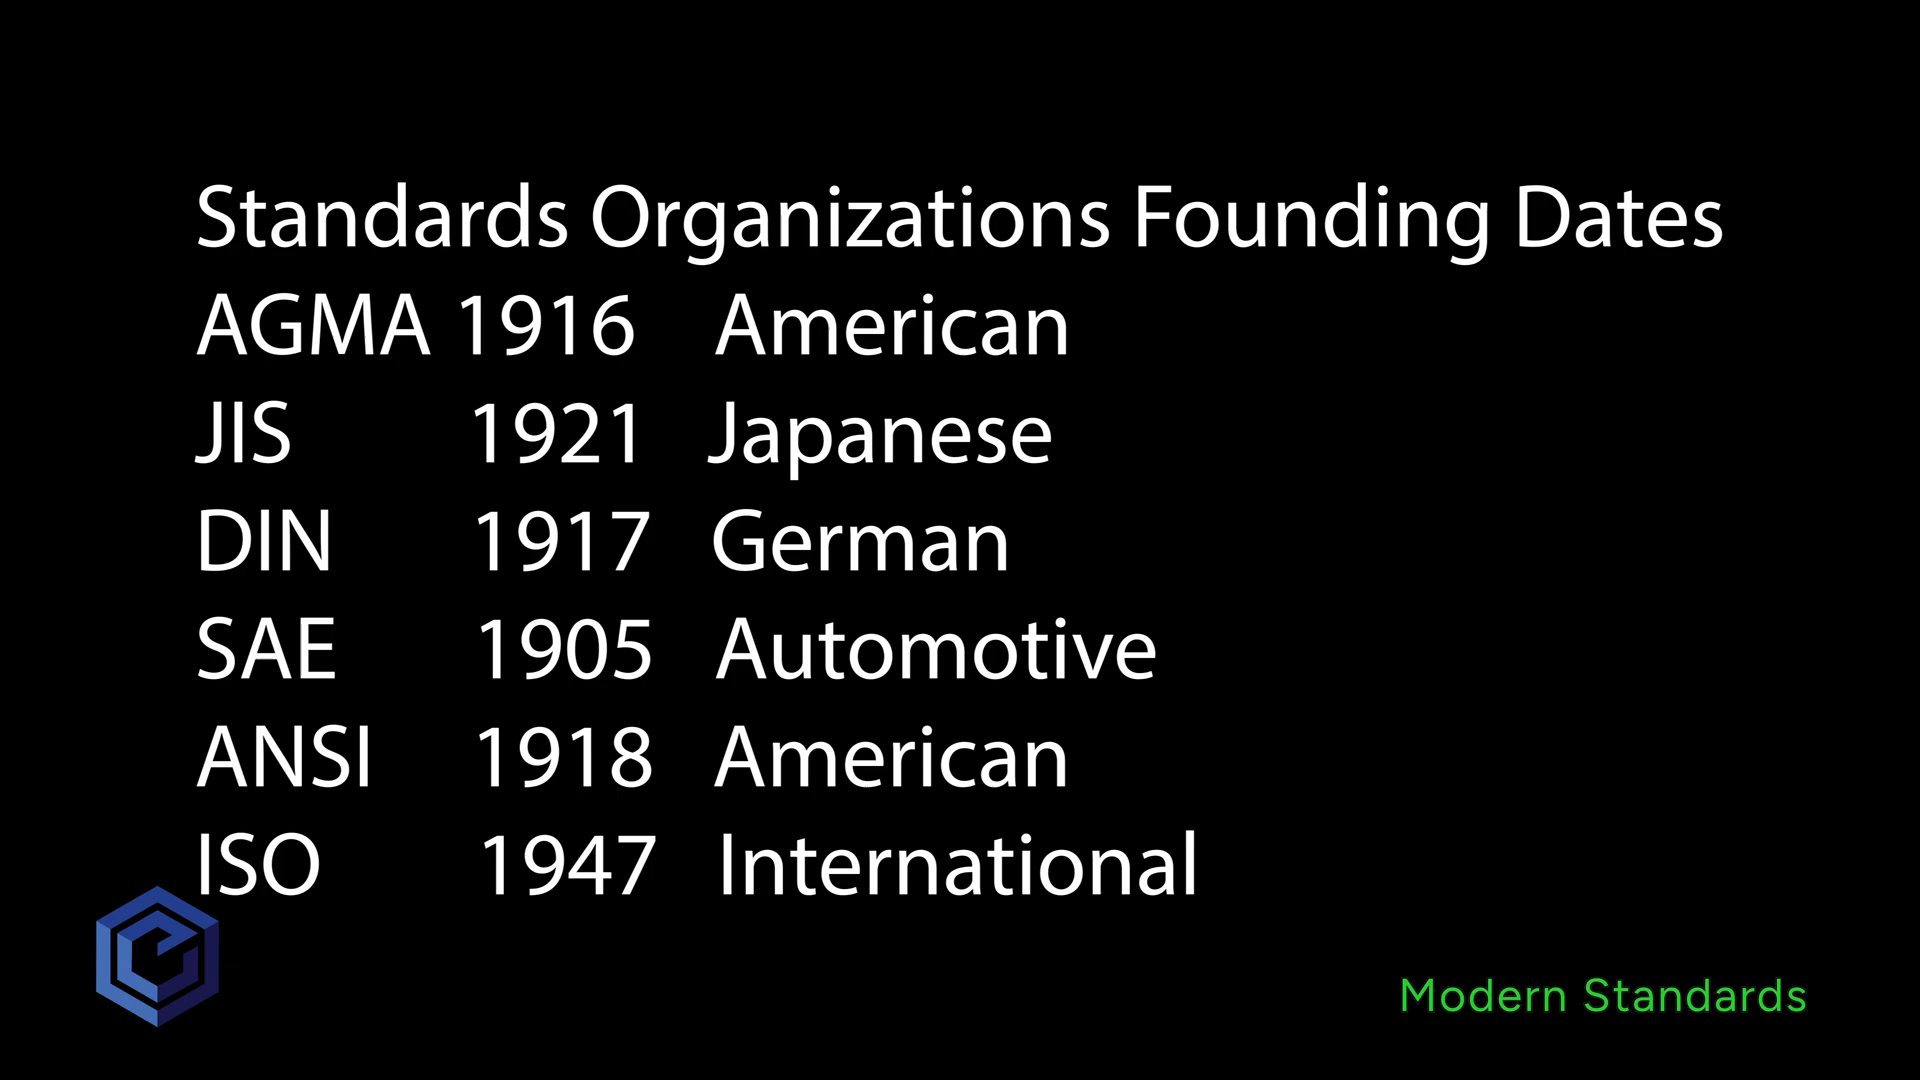 Standards Organizations Founding Dates
AGMA 1916 American
JIS 1921 Japanese
DIN 1917 German
SAE 1905 Automotive
ANSI 1918 American
ISO 1947 International
Modern Standards